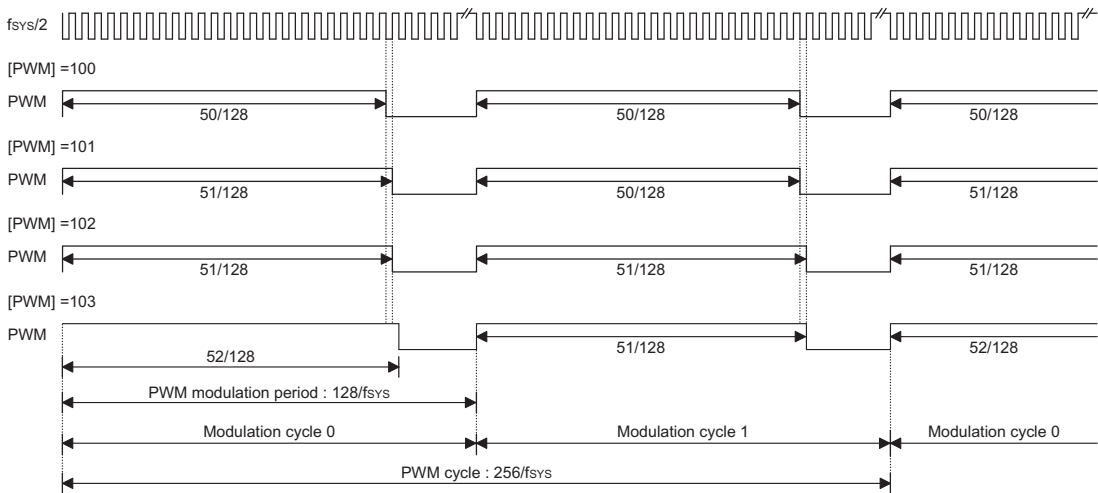 fSYS/2
[PWM] =100
PWM
50/128 50/128 50/128
[PWM] =101
PWM
51/128 50/128 51/128
[PWM] =102
PWM
51/128 51/128 51/128
[PWM] =103
PWM
52/128 51/128 52/128
PWM modulation period : 128/fSYS
Modulation cycle 0 Modulation cycle 1 Modulation cycle 0
PWM cycle : 256/fSYS